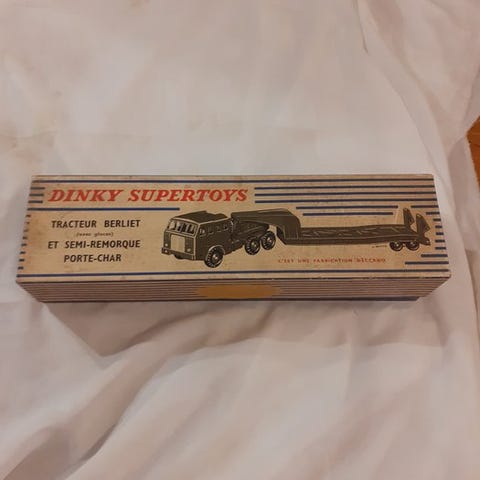 DINKY SUPERTOYS
TRACTEUR BERLIET
(avec glaces)
ET SEMI-REMORQUE
PORTE-CHAR
C'EST UNE FABRICATION MECCANO